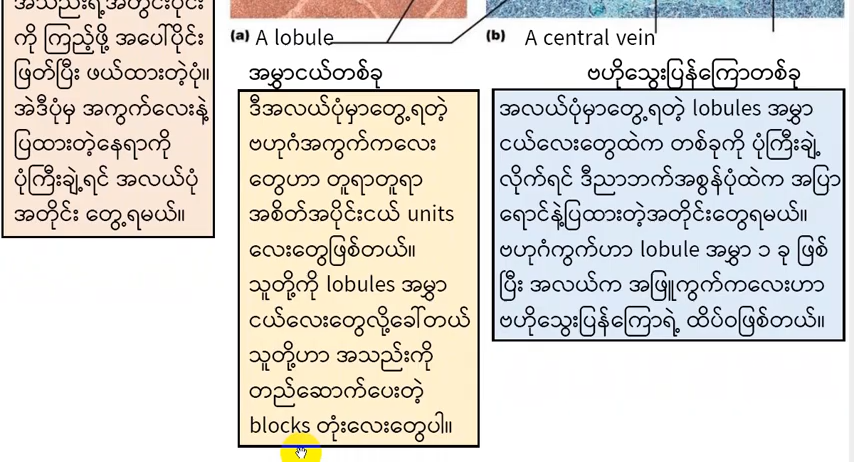 အသည်းရဲ့အတွင်းပိုင်း
ကို ကြည့်ဖို့ အပေါ်ပိုင်း
ဖြတ်ပြီး ဖယ်ထားတဲ့ပုံ။
အဲဒီပုံမှ အကွက်လေးနဲ့
ပြထားတဲ့နေရာကို
ပုံကြီးချဲ့ရင် အလယ်ပုံ
အတိုင်း တွေ့ရမယ်။
(a) A lobule
အမွှာငယ်တစ်ခု
ဒီအလယ်ပုံမှာတွေ့ရတဲ့
ဗဟုဂံအကွက်ကလေး
တွေဟာ တူရာတူရာ
အစိတ်အပိုင်းငယ် units
လေးတွေဖြစ်တယ်။
သူတို့ကို lobules အမွှာ
ငယ်လေးတွေလို့ခေါ်တယ်
သူတို့ဟာ အသည်းကို
တည်ဆောက်ပေးတဲ့
blocks တုံးလေးတွေပါ။
(b) A central vein
ဗဟိုသွေးပြန်ကြောတစ်ခု
အလယ်ပုံမှာတွေ့ရတဲ့ lobules အမွှာ
ငယ်လေးတွေထဲက တစ်ခုကို ပုံကြီးချဲ့
လိုက်ရင် ဒီညာဘက်အစွန်ပုံထဲက အပြာ
ရောင်နဲ့ပြထားတဲ့အတိုင်းတွေရမယ်။
ဗဟုဂံကွက်ဟာ lobule အမွှာ ၁ ခု ဖြစ်
ပြီး အလယ်က အဖြူကွက်ကလေးဟာ
ဗဟိုသွေးပြန်ကြောရဲ့ ထိပ်ဝဖြစ်တယ်။